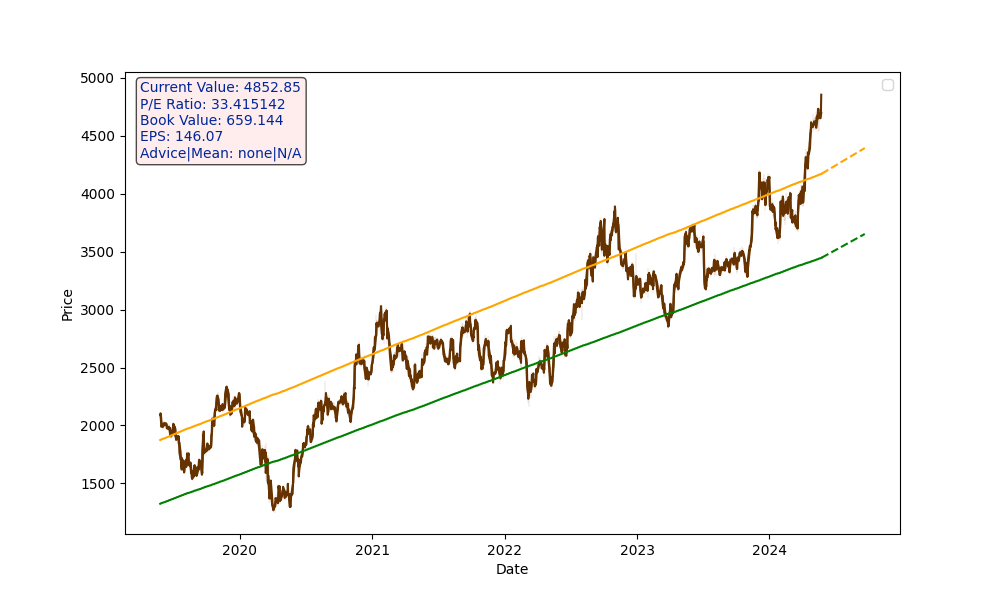 Current Value: 4852.85
P/E Ratio: 33.415142
Book Value: 659.144
EPS: 146.07
Advice|Mean: none|N/A
5000
4500
4000
3500
3000
2500
2000
1500
Price
2020 2021 2022 2023 2024
Date